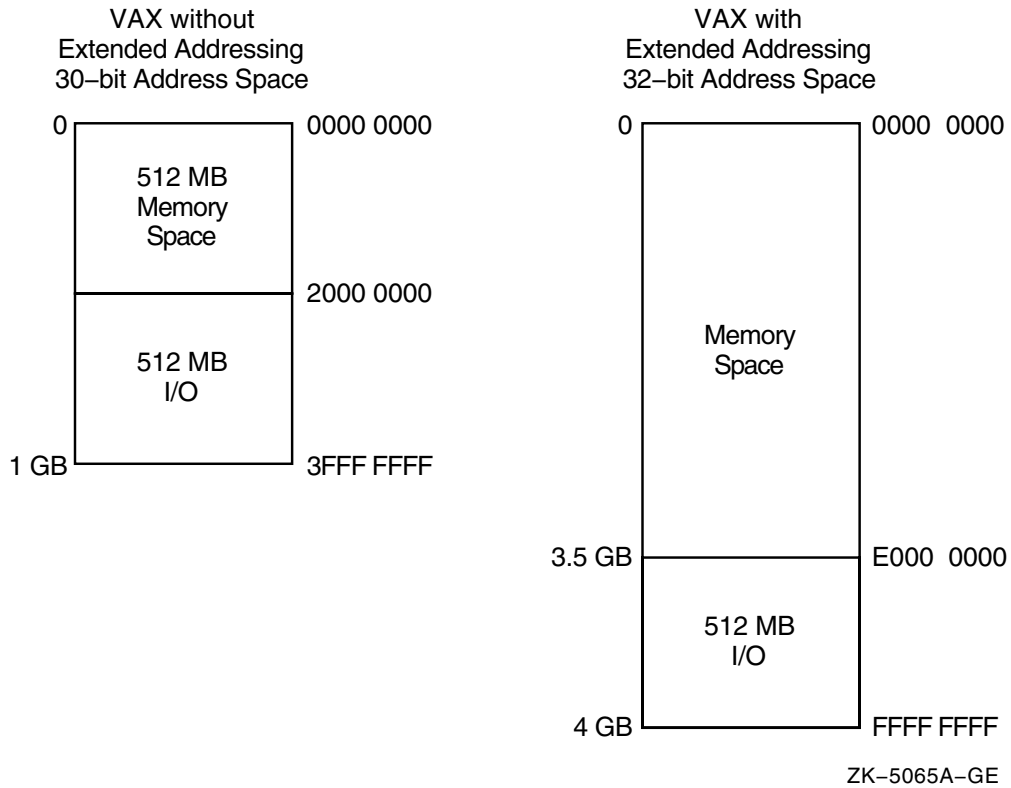 VAX without
Extended Addressing
30–bit Address Space
0
0000 0000
512 MB
Memory
Space
2000 0000
512 MB
I/O
1 GB
3FFF FFFF
VAX with
Extended Addressing
32–bit Address Space
0
0000 0000
Memory
Space
3.5 GB
E000 0000
512 MB
I/O
4 GB
FFFF FFFF
ZK–5065A–GE